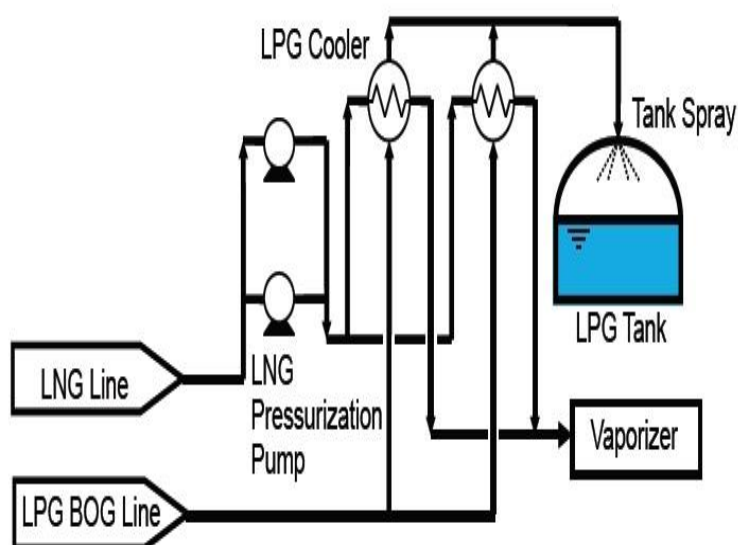 LPG Cooler
Tank Spray
LPG Tank
LNG Line
LNG
Pressurization
Pump
Vaporizer
LPG BOG Line